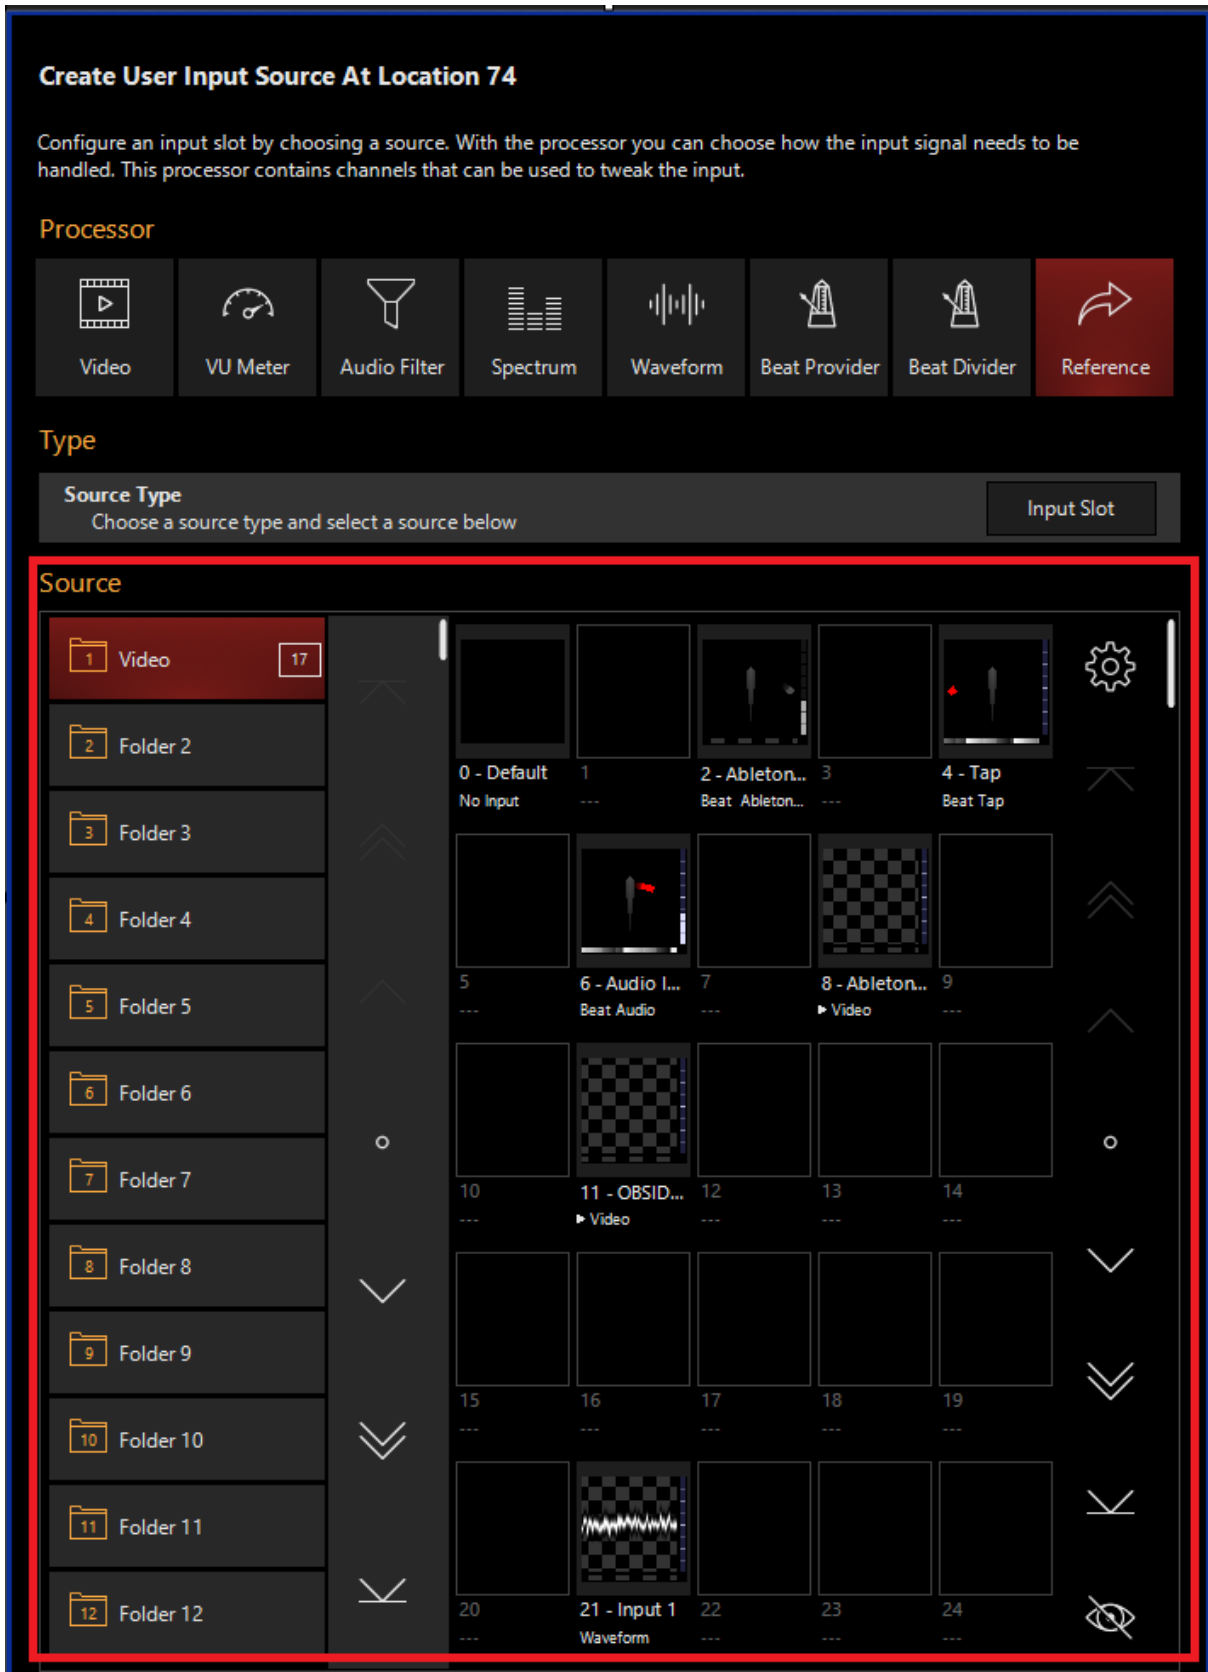 Create User Input Source At Location 74
Configure an input slot by choosing a source. With the processor you can choose how the input signal needs to be
handled. This processor contains channels that can be used to tweak the input.
Processor
Video
VU Meter
Audio Filter
Spectrum
Waveform
Beat Provider
Beat Divider
Reference
Type
Source Type
Choose a source type and select a source below
Input Slot
Source
1 Video 17
2 Folder 2
3 Folder 3
4 Folder 4
5 Folder 5
6 Folder 6
7 Folder 7
8 Folder 8
9 Folder 9
10 Folder 10
11 Folder 11
12 Folder 12
0 - Default
No Input
1
---
2 - Ableton...
Beat Ableton...
3
---
4 - Tap
Beat Tap
5
---
6 - Audio I...
Beat Audio
7
---
8 - Ableton...
Video
9
---
10
---
11 - OBSID...
Video
12
---
13
---
14
---
15
---
16
---
17
---
18
---
19
---
20
---
21 - Input 1
Waveform
22
---
23
---
24
---